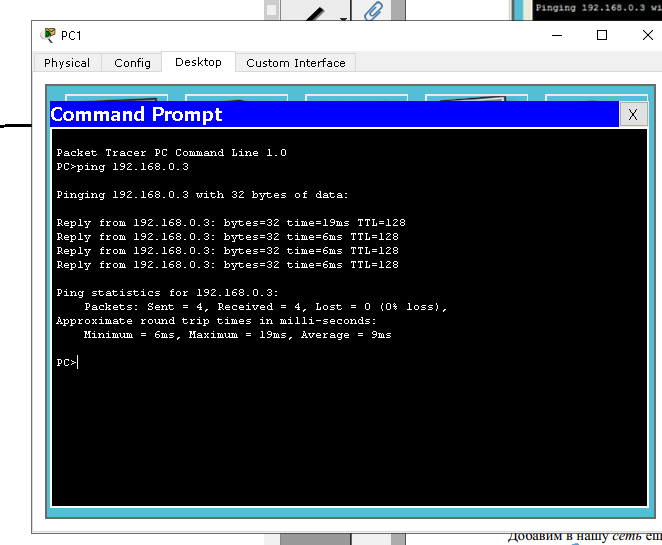 Pinging 192.168.0.3 wi
PC1
Physical Config Desktop Custom Interface
Command Prompt X
Packet Tracer PC Command Line 1.0
PC>ping 192.168.0.3
Pinging 192.168.0.3 with 32 bytes of data:
Reply from 192.168.0.3: bytes=32 time=19ms TTL=128
Reply from 192.168.0.3: bytes=32 time=6ms TTL=128
Reply from 192.168.0.3: bytes=32 time=6ms TTL=128
Reply from 192.168.0.3: bytes=32 time=6ms TTL=128
Ping statistics for 192.168.0.3:
Packets: Sent = 4, Received = 4, Lost = 0 (0% loss),
Approximate round trip times in milli-seconds:
Minimum = 6ms, Maximum = 19ms, Average = 9ms
PC>
Добавим в нашу сеть ещ